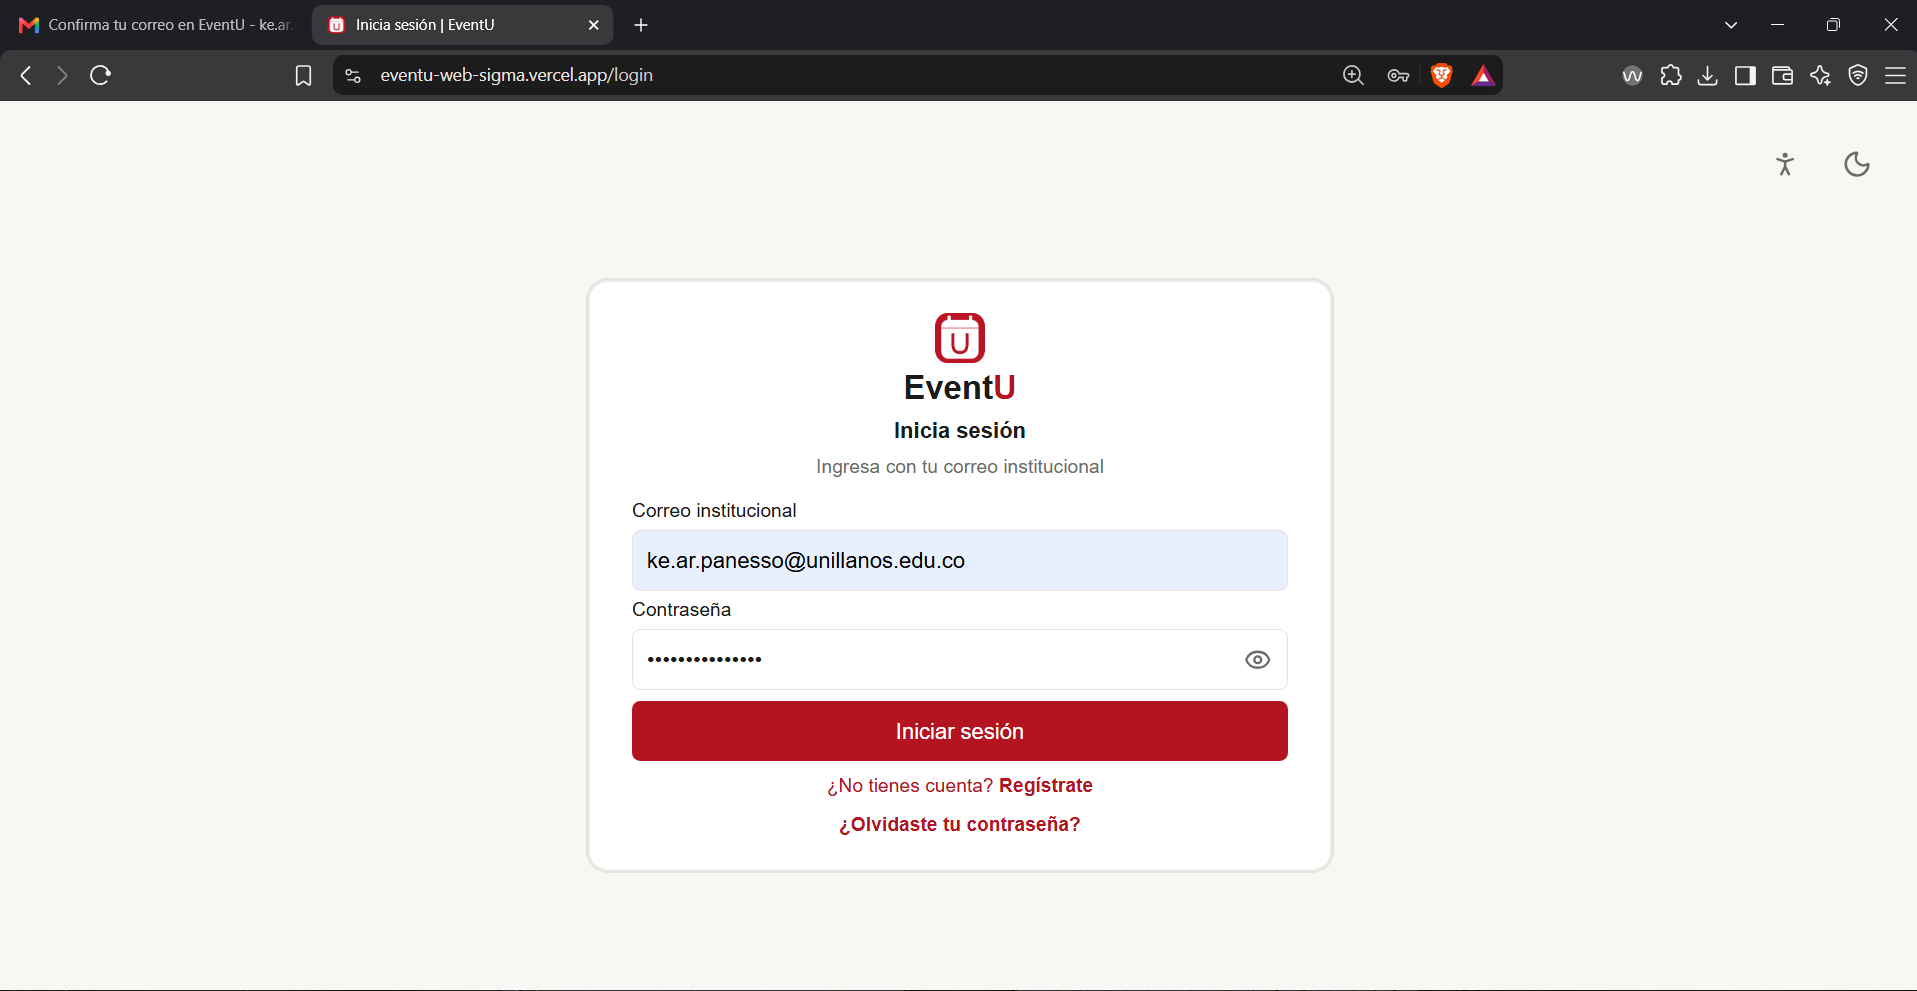 Confirma tu correo en EventU - ke.ar.
Inicia sesión | EventU
eventu-web-sigma.vercel.app/login
U
EventU
Inicia sesión
Ingresa con tu correo institucional
Correo institucional
ke.ar.panesso@unillanos.edu.co
Contraseña
•••••••••••••••
Iniciar sesión
¿No tienes cuenta? Regístrate
¿Olvidaste tu contraseña?